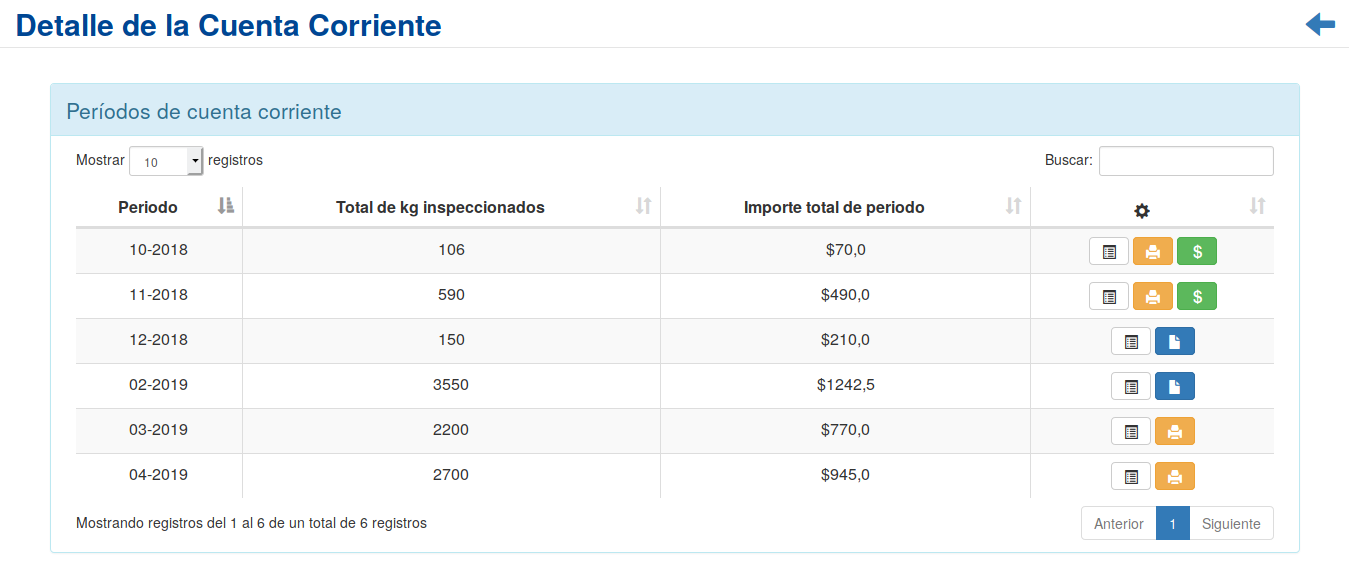 Detalle de la Cuenta Corriente
Períodos de cuenta corriente
Mostrar 10 registros Buscar:
Periodo Total de kg inspeccionados Importe total de periodo
10-2018 106 $70,0 $
11-2018 590 $490,0 $
12-2018 150 $210,0
02-2019 3550 $1242,5
03-2019 2200 $770,0
04-2019 2700 $945,0
Mostrando registros del 1 al 6 de un total de 6 registros Anterior 1 Siguiente